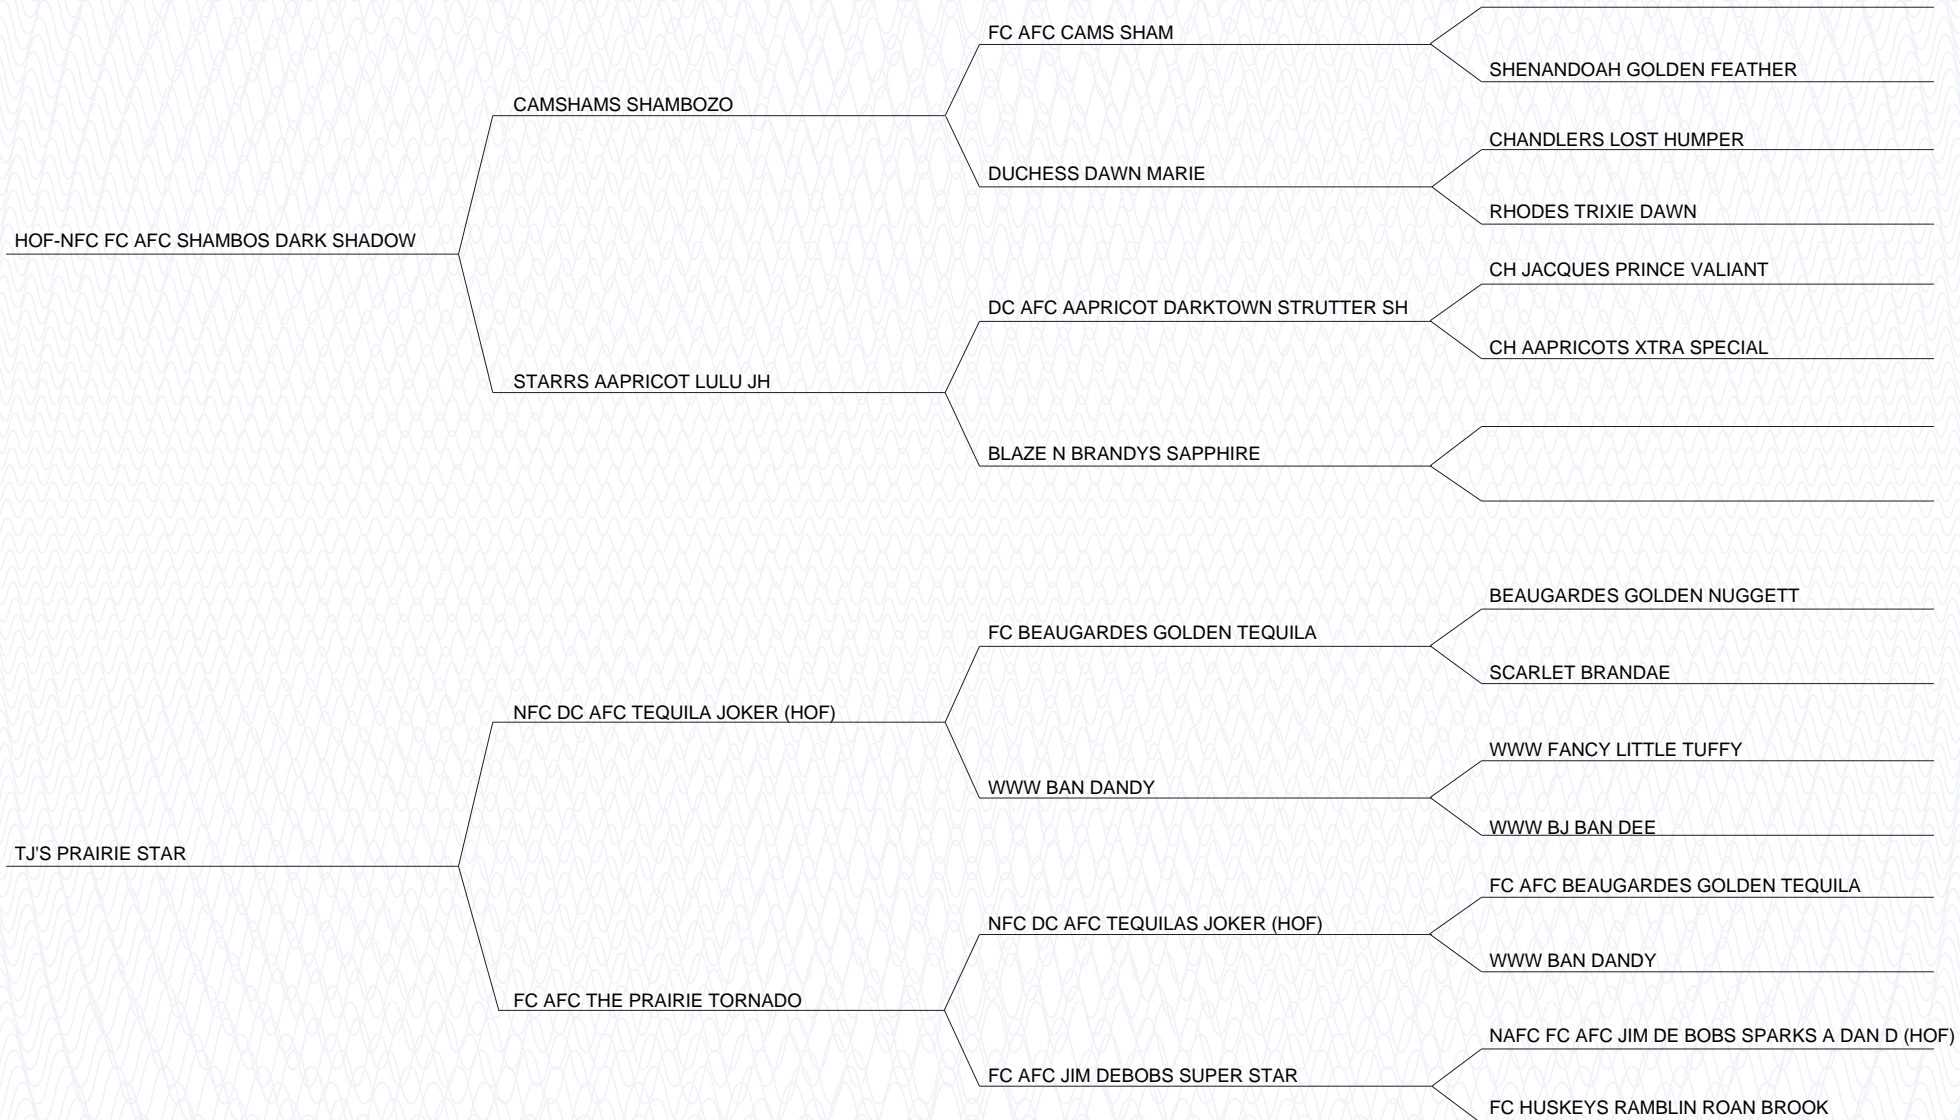 FC AFC CAMS SHAM
SHENANDOAH GOLDEN FEATHER
CAMSHAMS SHAMBOZO
CHANDLERS LOST HUMPER
DUCHESS DAWN MARIE
RHODES TRIXIE DAWN
HOF-NFC FC AFC SHAMBOS DARK SHADOW
CH JACQUES PRINCE VALIANT
DC AFC AAPRICOT DARKTOWN STRUTTER SH
CH AAPRICOTS XTRA SPECIAL
STARRS AAPRICOT LULU JH
BLAZE N BRANDYS SAPPHIRE
BEAUGARDES GOLDEN NUGGETT
FC BEAUGARDES GOLDEN TEQUILA
SCARLET BRANDAE
NFC DC AFC TEQUILA JOKER (HOF)
WWW FANCY LITTLE TUFFY
WWW BAN DANDY
WWW BJ BAN DEE
TJ'S PRAIRIE STAR
FC AFC BEAUGARDES GOLDEN TEQUILA
NFC DC AFC TEQUILAS JOKER (HOF)
WWW BAN DANDY
FC AFC THE PRAIRIE TORNADO
NAFC FC AFC JIM DE BOBS SPARKS A DAN D (HOF)
FC AFC JIM DEBOBS SUPER STAR
FC HUSKEYS RAMBLIN ROAN BROOK